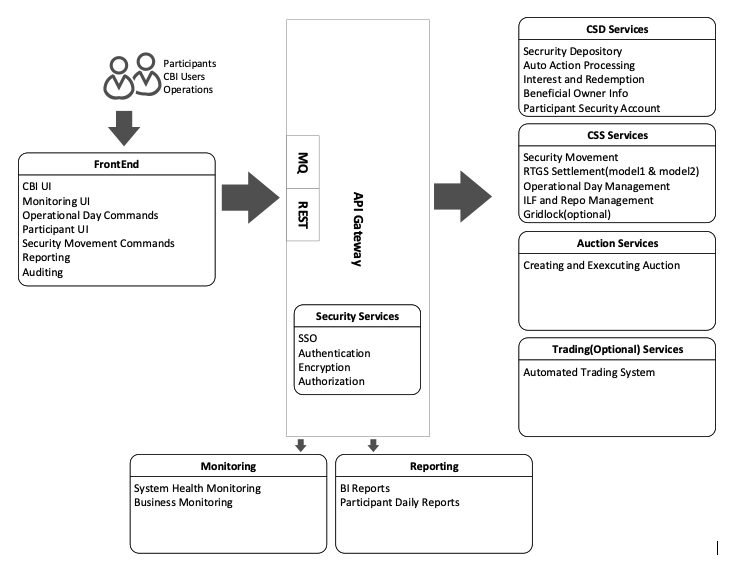 Participants
CBI Users
Operations
FrontEnd
CBI UI
Monitoring UI
Operational Day Commands
Participant UI
Security Movement Commands
Reporting
Auditing
MQ
REST
API Gateway
Security Services
SSO
Authentication
Encryption
Authorization
CSD Services
Secrurity Depository
Auto Action Processing
Interest and Redemption
Beneficial Owner Info
Participant Security Account
CSS Services
Security Movement
RTGS Settlement(model1 & model2)
Operational Day Management
ILF and Repo Management
Gridlock(optional)
Auction Services
Creating and Exexcuting Auction
Trading(Optional) Services
Automated Trading System
Monitoring
System Health Monitoring
Business Monitoring
Reporting
BI Reports
Participant Daily Reports